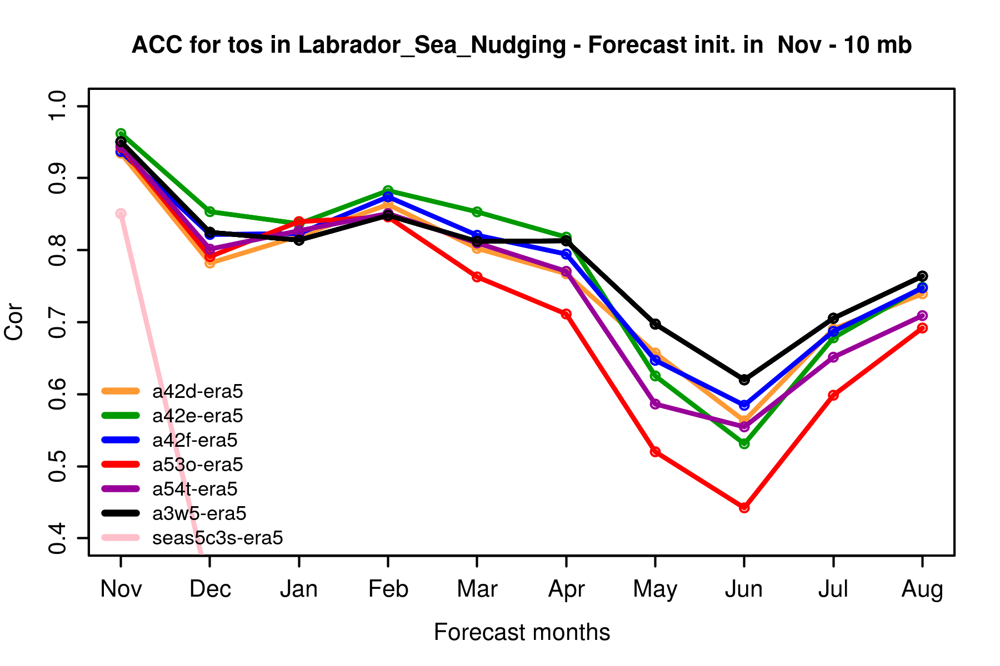 ACC for tos in Labrador_Sea_Nudging - Forecast init. in  Nov - 10 mb
Cor
1.0
0.9
0.8
0.7
0.6
0.5
0.4
a42d-era5
a42e-era5
a42f-era5
a53o-era5
a54t-era5
a3w5-era5
seas5c3s-era5
Nov Dec Jan Feb Mar Apr May Jun Jul Aug
Forecast months